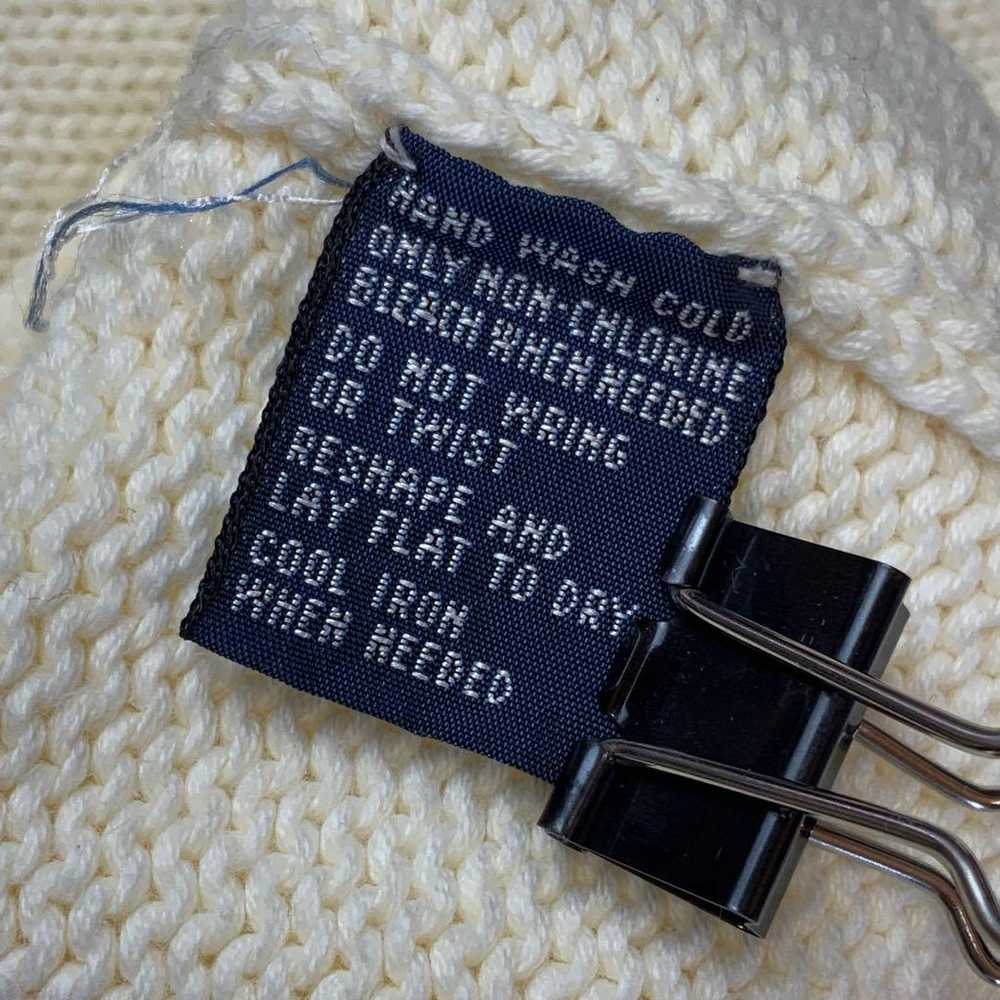 HAND WASH COLD
ONLY NON-CHLORINE
BLEACH WHEN NEEDED
DO NOT WRING
OR TWIST
RESHAPE AND
LAY FLAT TO DRY
COOL IRON
WHEN NEEDED